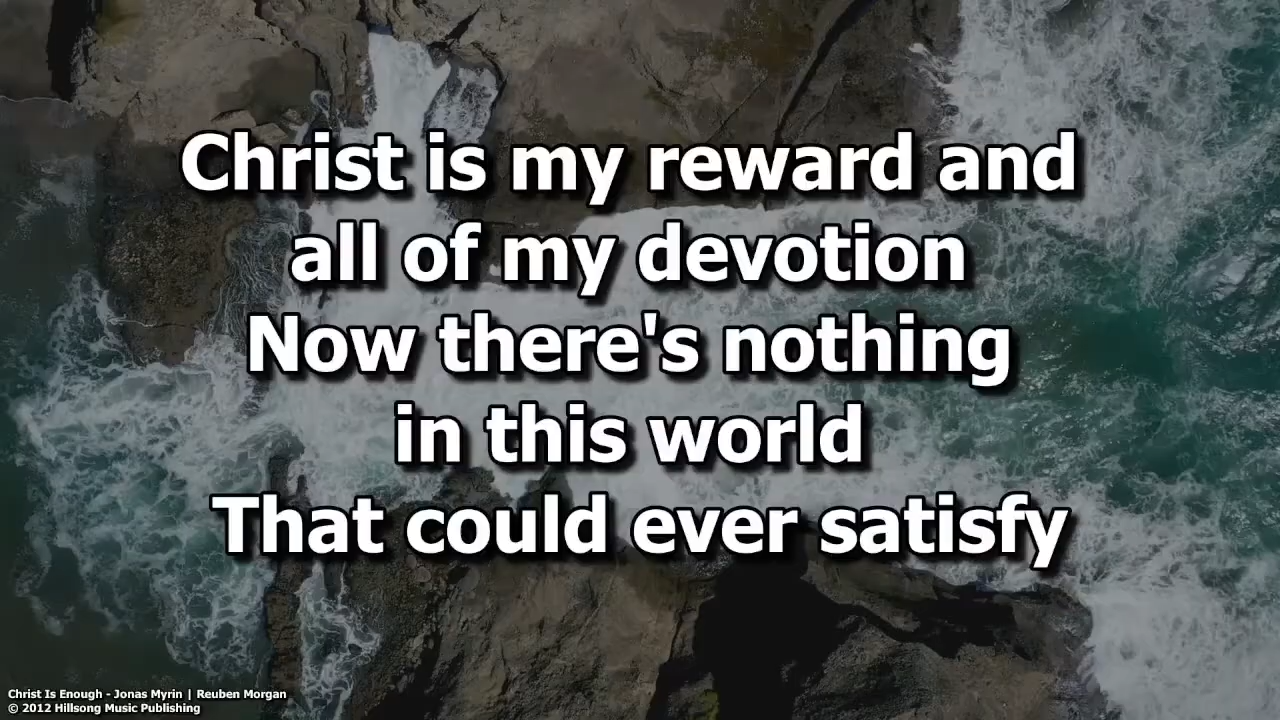 Christ is my reward and
all of my devotion
Now there's nothing
in this world
That could ever satisfy
Christ Is Enough - Jonas Myrin | Reuben Morgan
© 2012 Hillsong Music Publishing